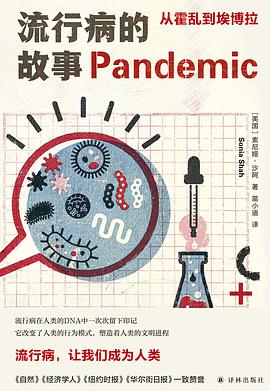 流行病的
故事 Pandemic
从霍乱到埃博拉
[美国] 索尼娅·沙阿 著 苗小迪 译
Sonia Shah
流行病在人类的DNA中一次次留下印记
它改变了人类的行为模式，塑造着人类的文明进程
流行病，让我们成为人类
《自然》《经济学人》《纽约时报》《华尔街日报》一致赞誉
译林出版社